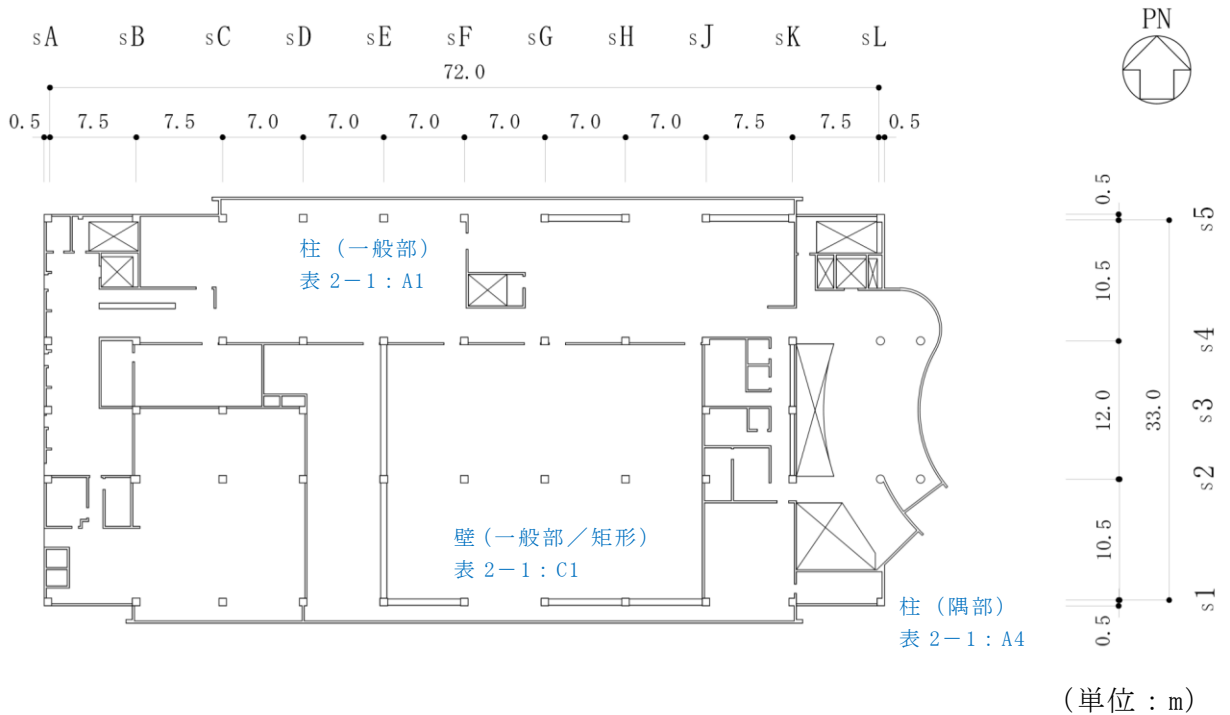 PN
sA sB sC sD sE sF sG sH sJ sK sL
72.0
0.5 7.5 7.5 7.0 7.0 7.0 7.0 7.0 7.0 7.5 7.5 0.5
0.5
s5
10.5
s4
12.0
33.0
s3
s2
10.5
s1
0.5
柱（一般部）
表2－1：A1
壁（一般部／矩形）
表2－1：C1
柱（隅部）
表2－1：A4
（単位：m）